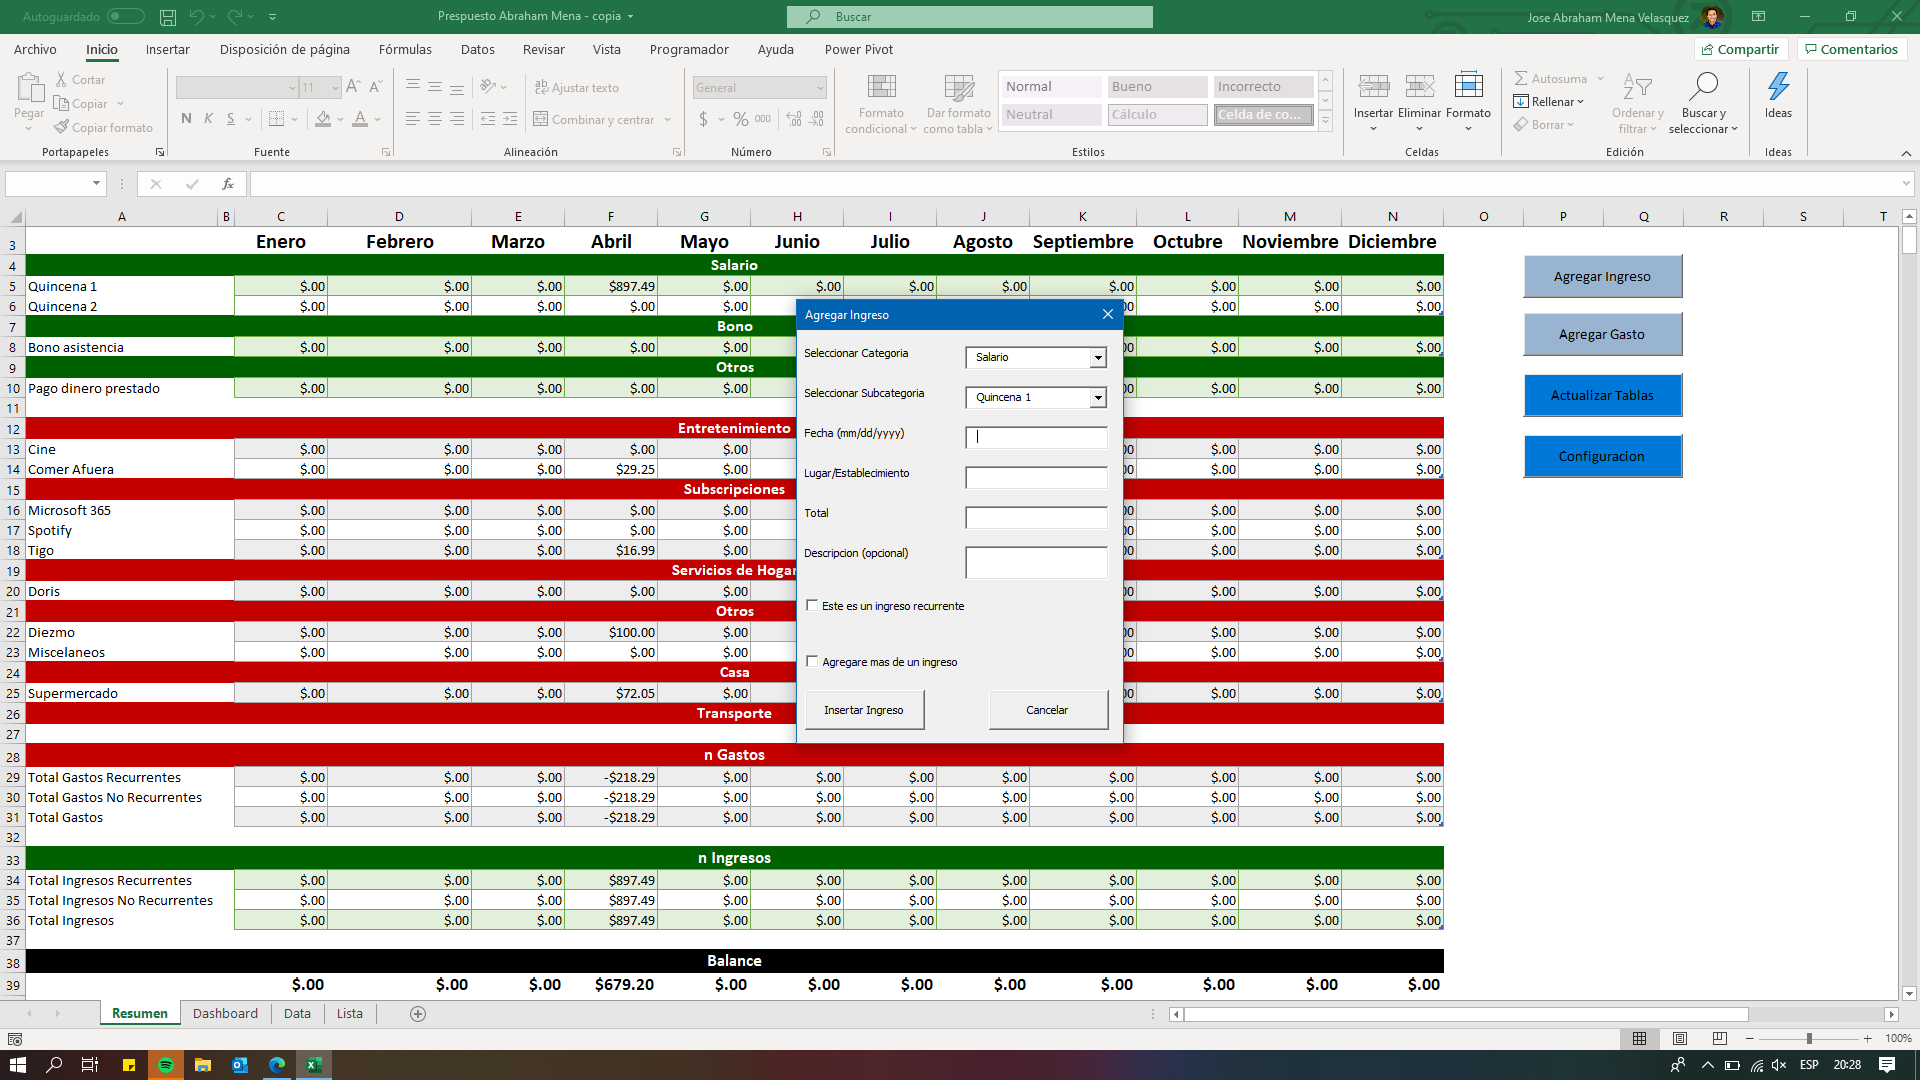 Autoguardado
Prespuesto Abraham Mena - copia
Buscar
Jose Abraham Mena Velasquez
Archivo Inicio Insertar Disposición de página Fórmulas Datos Revisar Vista Programador Ayuda Power Pivot Compartir Comentarios
Pegar Cortar Copiar Copiar formato
Portapapeles
11 A A
N K S A
Fuente
Ajustar texto
Combinar y centrar
Alineación
General
$ % 000
Número
Formato condicional
Dar formato como tabla
Normal Bueno Incorrecto
Neutral Cálculo Celda de co...
Estilos
Insertar Eliminar Formato
Celdas
Autosuma
Rellenar
Borrar
Ordenar y filtrar
Buscar y seleccionar
Edición
Ideas
Ideas
fx
A B C D E F G H I J K L M N O P Q R S T
3 Enero Febrero Marzo Abril Mayo Junio Julio Agosto Septiembre Octubre Noviembre Diciembre
4 Salario
5 Quincena 1 $.00 $.00 $.00 $897.49 $.00 $.00 $.00 $.00 $.00 $.00 $.00 $.00
6 Quincena 2 $.00 $.00 $.00 $.00 $.00 00 $.00 $.00 $.00
7 Bono
8 Bono asistencia $.00 $.00 $.00 $.00 $.00 00 $.00 $.00 $.00
9 Otros
10 Pago dinero prestado $.00 $.00 $.00 $.00 $.00 00 $.00 $.00 $.00
11
12 Entretenimiento
13 Cine $.00 $.00 $.00 $.00 $.00 00 $.00 $.00 $.00
14 Comer Afuera $.00 $.00 $.00 $29.25 $.00 00 $.00 $.00 $.00
15 Subscripciones
16 Microsoft 365 $.00 $.00 $.00 $.00 $.00 00 $.00 $.00 $.00
17 Spotify $.00 $.00 $.00 $.00 $.00 00 $.00 $.00 $.00
18 Tigo $.00 $.00 $.00 $16.99 $.00 00 $.00 $.00 $.00
19 Servicios de Hogar
20 Doris $.00 $.00 $.00 $.00 $.00 00 $.00 $.00 $.00
21 Otros
22 Diezmo $.00 $.00 $.00 $100.00 $.00 00 $.00 $.00 $.00
23 Miscelaneos $.00 $.00 $.00 $.00 $.00 00 $.00 $.00 $.00
24 Casa
25 Supermercado $.00 $.00 $.00 $72.05 $.00 00 $.00 $.00 $.00
26 Transporte
27
28 n Gastos
29 Total Gastos Recurrentes $.00 $.00 $.00 -$218.29 $.00 $.00 $.00 $.00 $.00 $.00 $.00 $.00
30 Total Gastos No Recurrentes $.00 $.00 $.00 -$218.29 $.00 $.00 $.00 $.00 $.00 $.00 $.00 $.00
31 Total Gastos $.00 $.00 $.00 -$218.29 $.00 $.00 $.00 $.00 $.00 $.00 $.00 $.00
32
33 n Ingresos
34 Total Ingresos Recurrentes $.00 $.00 $.00 $897.49 $.00 $.00 $.00 $.00 $.00 $.00 $.00 $.00
35 Total Ingresos No Recurrentes $.00 $.00 $.00 $897.49 $.00 $.00 $.00 $.00 $.00 $.00 $.00 $.00
36 Total Ingresos $.00 $.00 $.00 $897.49 $.00 $.00 $.00 $.00 $.00 $.00 $.00 $.00
37
38 Balance
39 $.00 $.00 $.00 $679.20 $.00 $.00 $.00 $.00 $.00 $.00 $.00 $.00
Agregar Ingreso
Seleccionar Categoria Salario
Seleccionar Subcategoria Quincena 1
Fecha (mm/dd/yyyy)
Lugar/Establecimiento
Total
Descripcion (opcional)
Este es un ingreso recurrente
Agregare mas de un ingreso
Insertar Ingreso Cancelar
Agregar Ingreso
Agregar Gasto
Actualizar Tablas
Configuracion
Resumen Dashboard Data Lista
100%
ESP 20:28